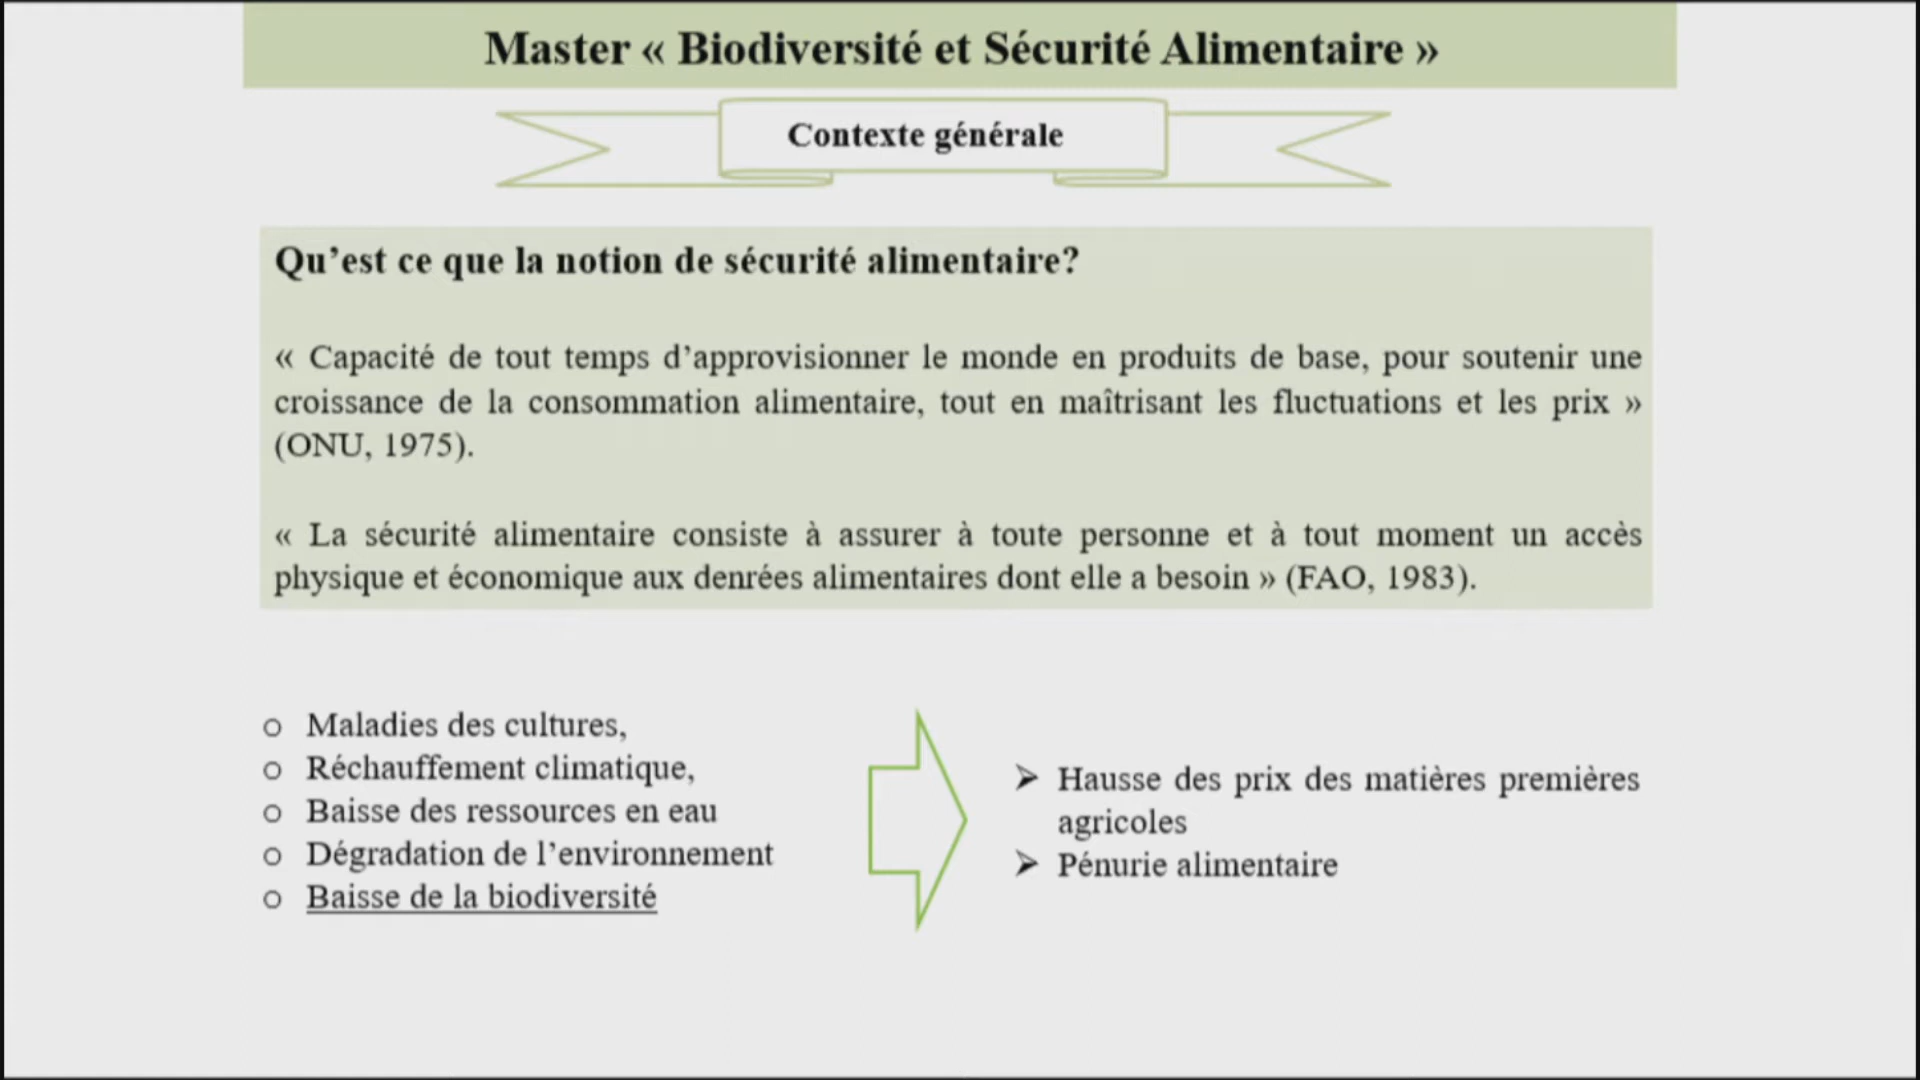 Master « Biodiversité et Sécurité Alimentaire »
Contexte générale
Qu’est ce que la notion de sécurité alimentaire?
« Capacité de tout temps d’approvisionner le monde en produits de base, pour soutenir une
croissance de la consommation alimentaire, tout en maîtrisant les fluctuations et les prix »
(ONU, 1975).
« La sécurité alimentaire consiste à assurer à toute personne et à tout moment un accès
physique et économique aux denrées alimentaires dont elle a besoin » (FAO, 1983).
o Maladies des cultures,
o Réchauffement climatique,
o Baisse des ressources en eau
o Dégradation de l’environnement
o Baisse de la biodiversité
➢ Hausse des prix des matières premières
agricoles
➢ Pénurie alimentaire